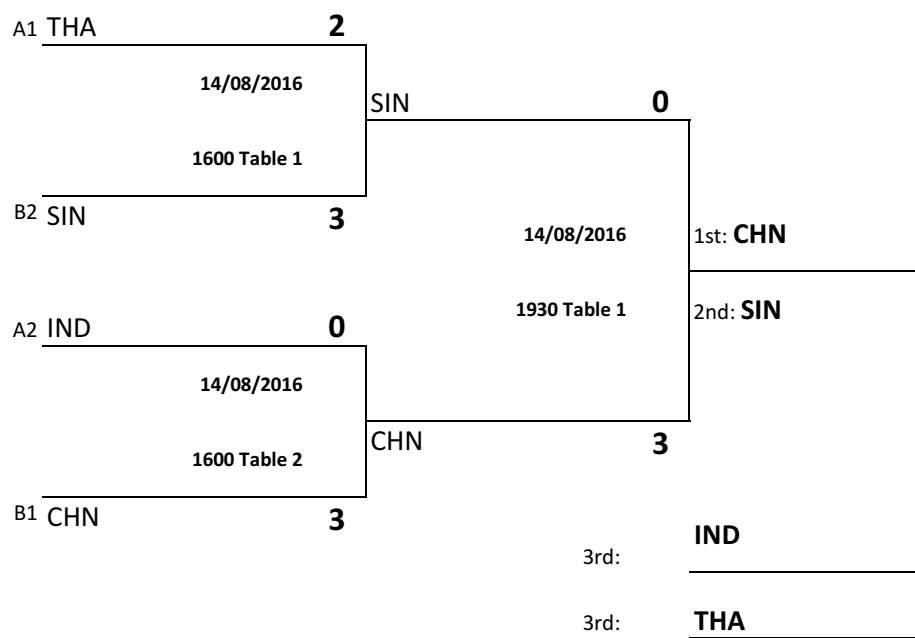 A1 THA 2
14/08/2016
SIN 0
1600 Table 1
B2 SIN 3
14/08/2016
1st: CHN
1930 Table 1
2nd: SIN
A2 IND 0
14/08/2016
CHN 3
1600 Table 2
B1 CHN 3
3rd: IND
3rd: THA